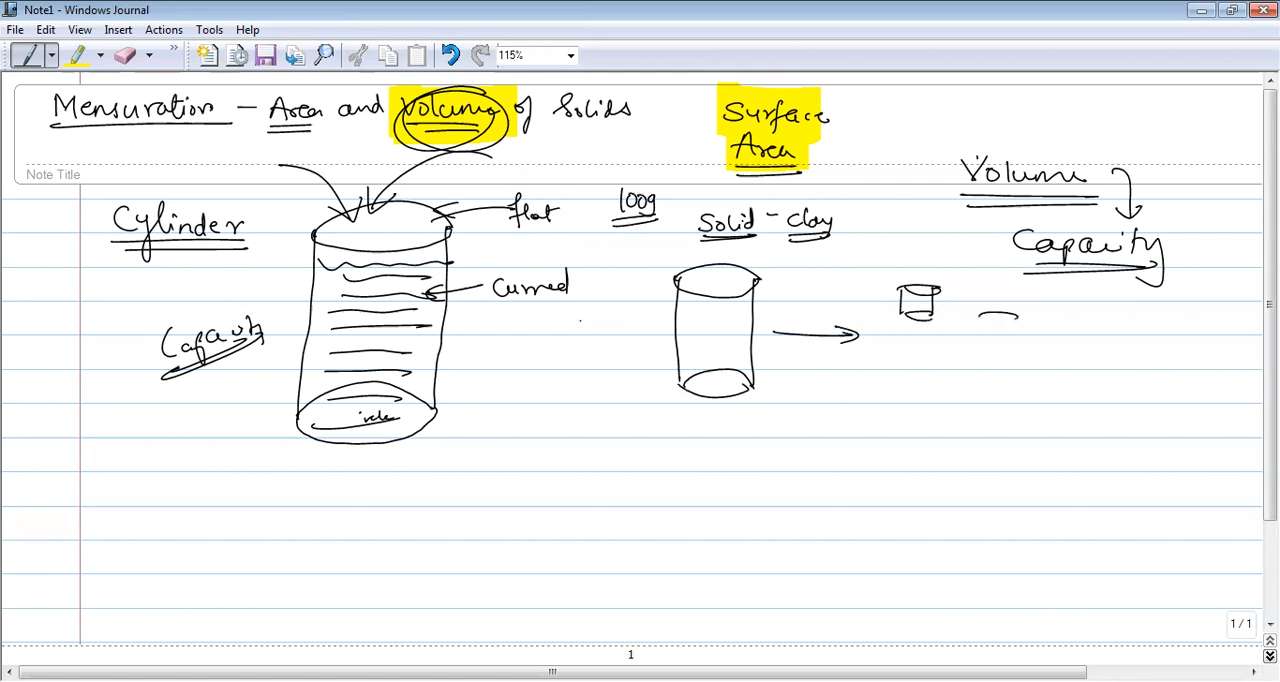 Note1 - Windows Journal
File Edit View Insert Actions Tools Help
115%
Mensuration - Area and Volume of Solids
Surface
Area
Note Title
Volume
Capacity
Cylinder
flat
100g
Solid - clay
Curved
Capacity
1 / 1
1